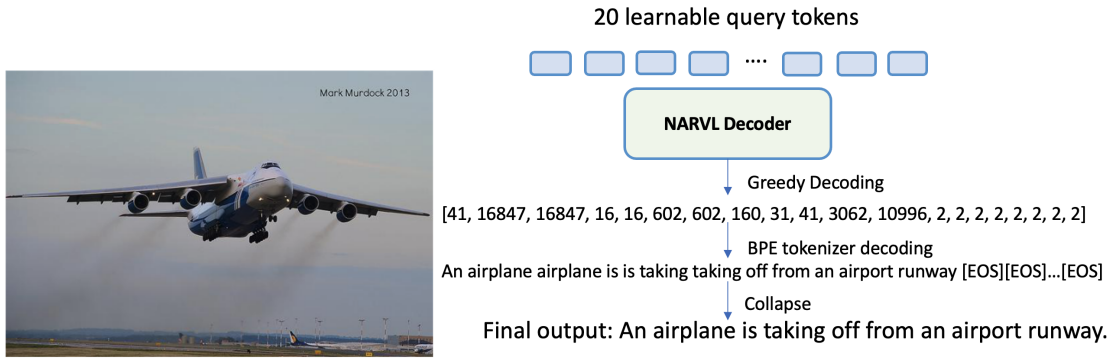 20 learnable query tokens
....
Mark Murdock 2013
NARVL Decoder
Greedy Decoding
[41, 16847, 16847, 16, 16, 602, 602, 160, 31, 41, 3062, 10996, 2, 2, 2, 2, 2, 2, 2, 2]
BPE tokenizer decoding
An airplane airplane is is taking taking off from an airport runway [EOS][EOS]...[EOS]
Collapse
Final output: An airplane is taking off from an airport runway.